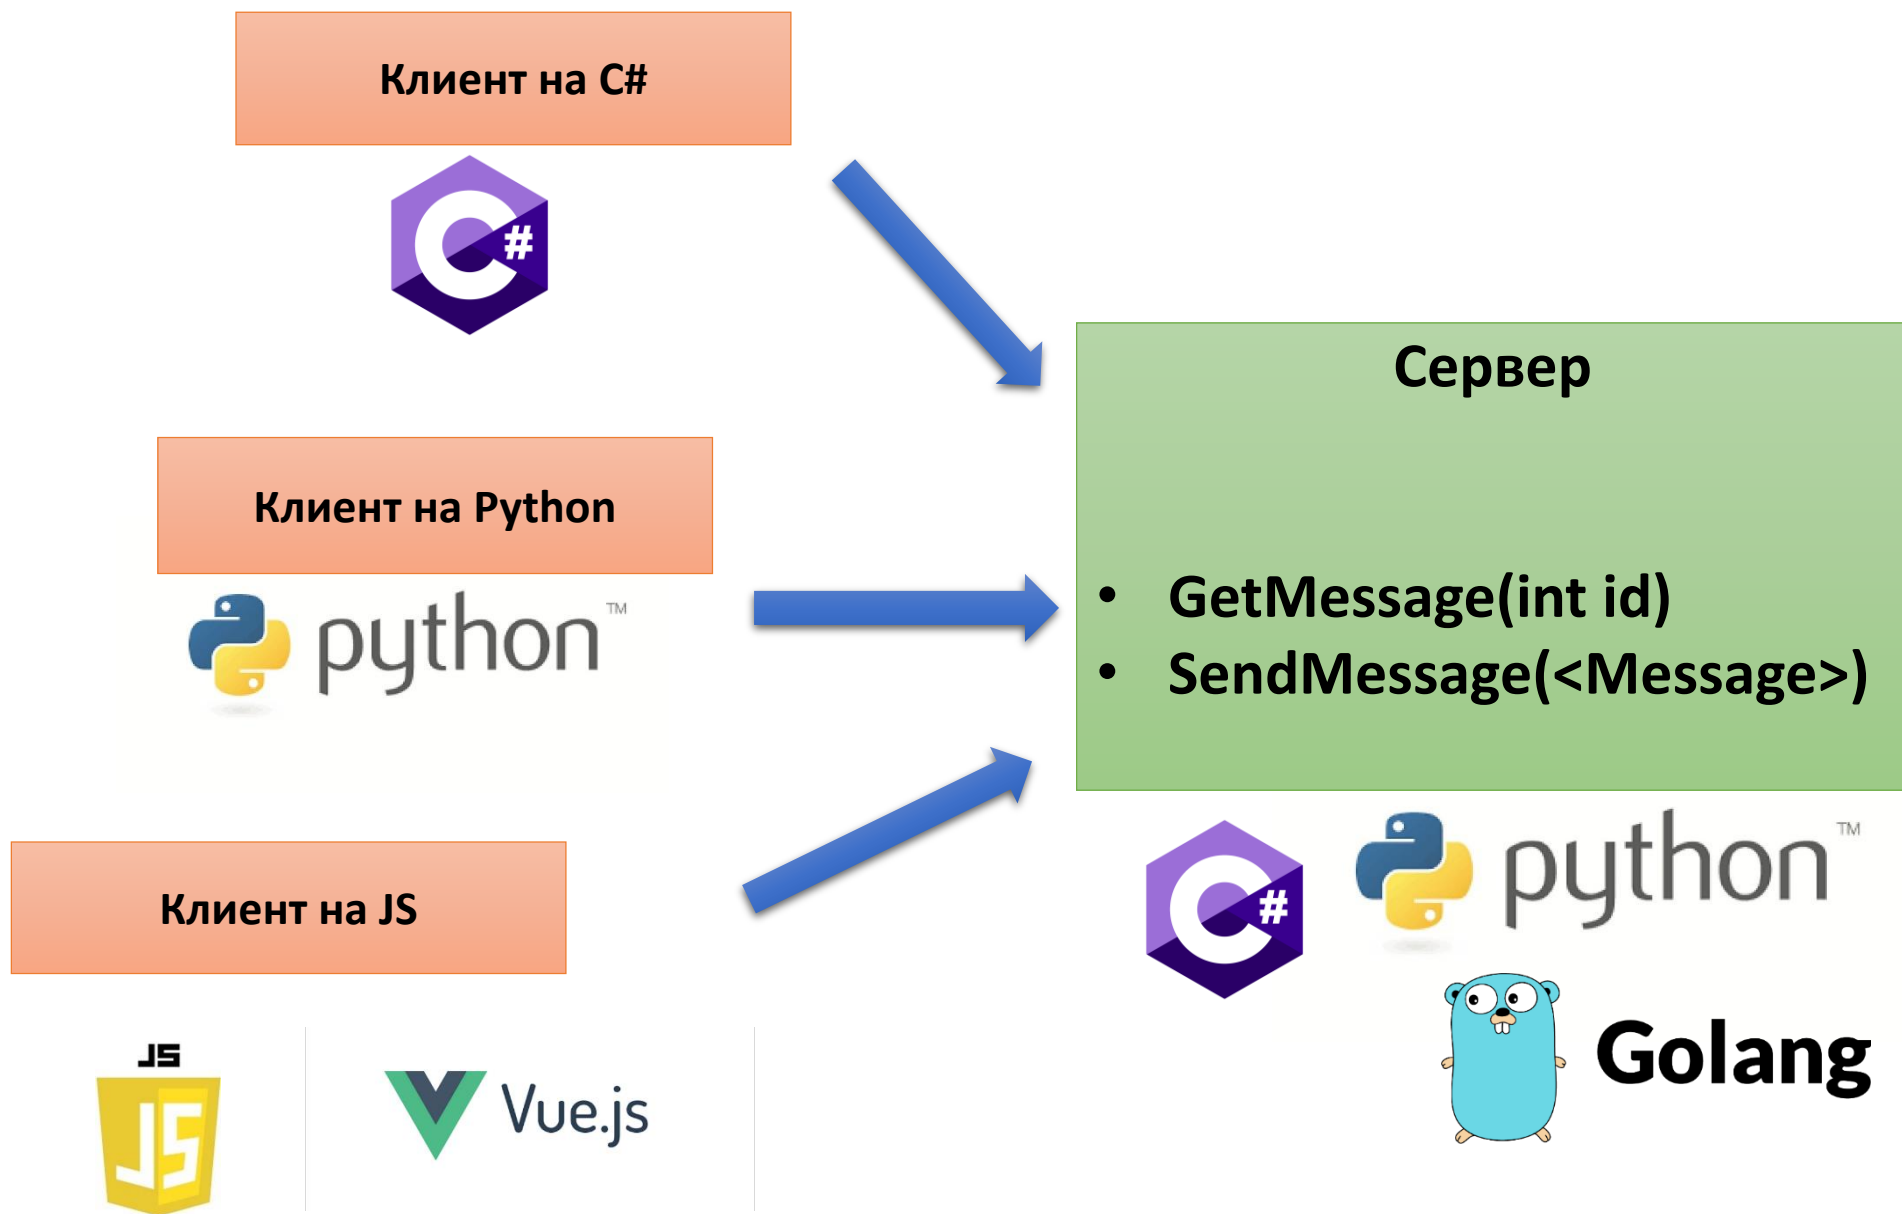 Клиент на C#
C#
Клиент на Python
python™
Клиент на JS
JS
JS
Vue.js
Сервер
• GetMessage(int id)
• SendMessage(<Message>)
C#
python™
Golang